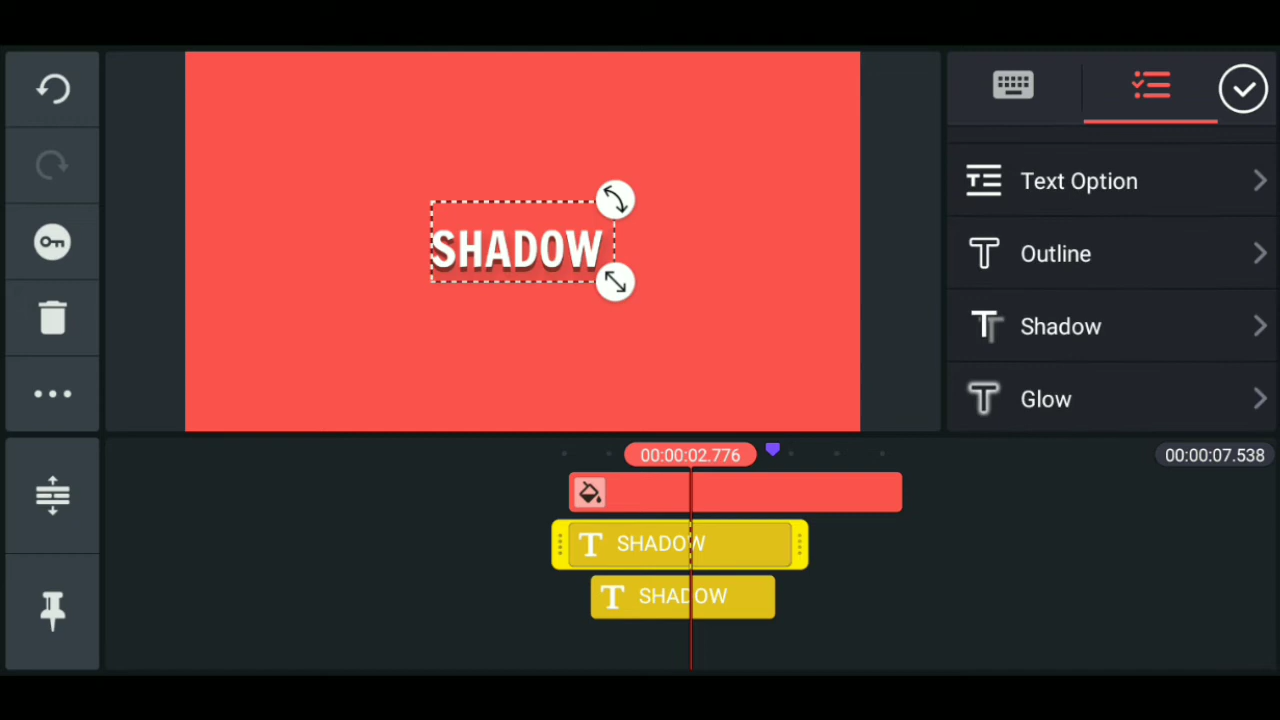 SHADOW
Text Option
Outline
Shadow
Glow
00:00:02.776
00:00:07.538
T SHADOW
T SHADOW